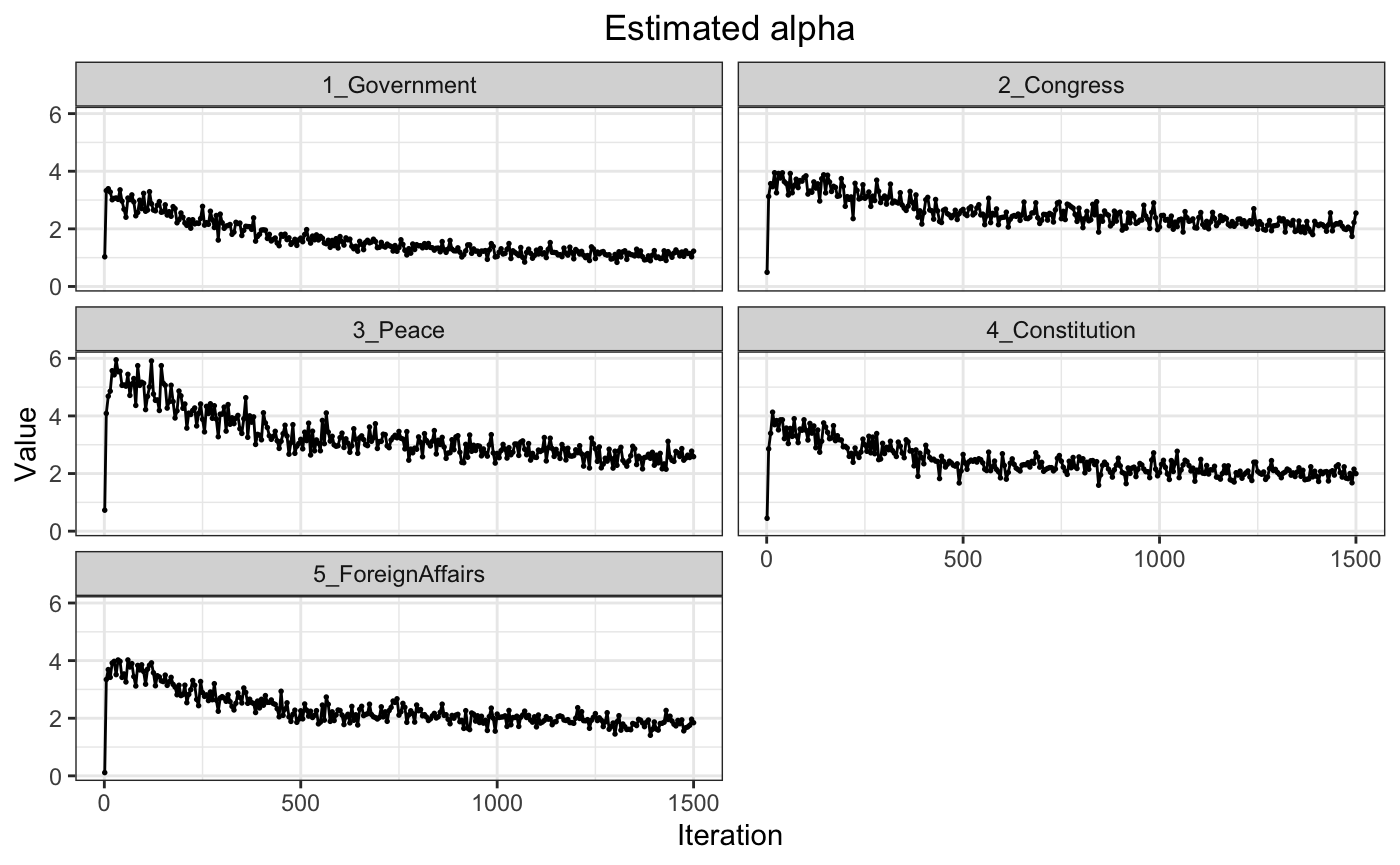 Estimated alpha
1_Government
2_Congress
6
4
2
0
3_Peace
4_Constitution
6
4
2
0
0 500 1000 1500
5_ForeignAffairs
6
4
2
0
0 500 1000 1500
Value
Iteration